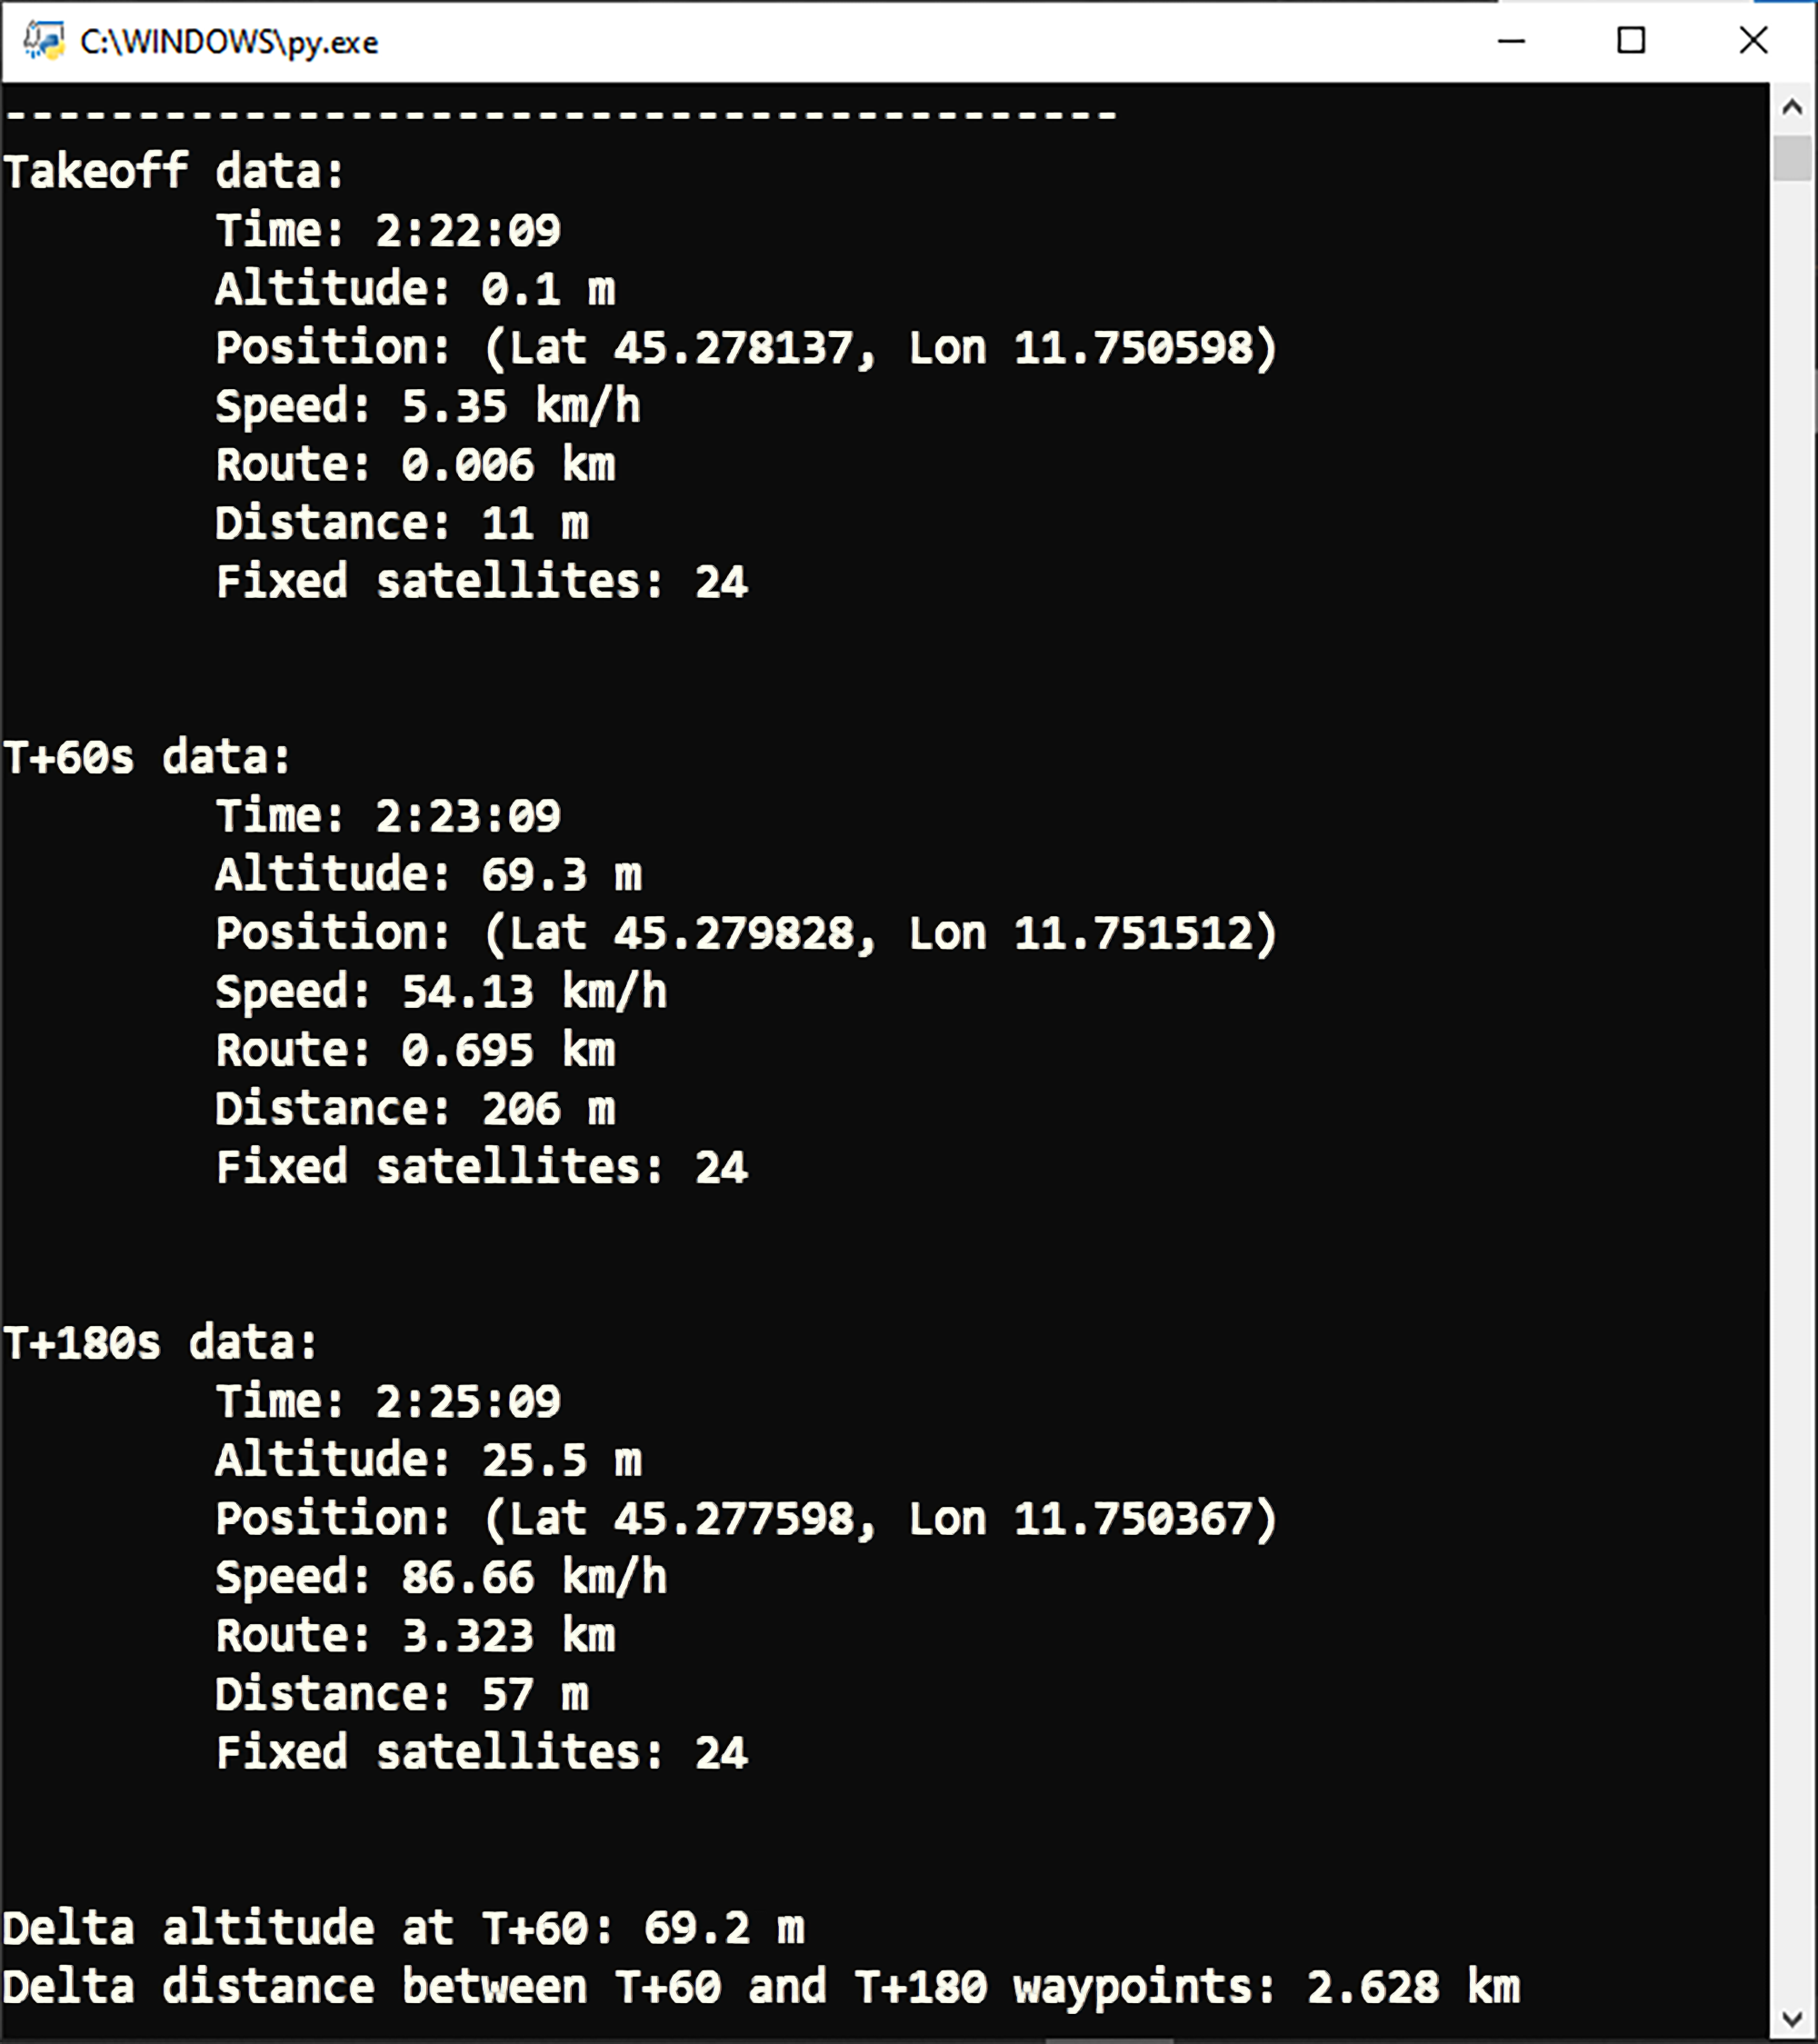 C:\WINDOWS\py.exe
------------------------------------------
Takeoff data:
Time: 2:22:09
Altitude: 0.1 m
Position: (Lat 45.278137, Lon 11.750598)
Speed: 5.35 km/h
Route: 0.006 km
Distance: 11 m
Fixed satellites: 24
T+60s data:
Time: 2:23:09
Altitude: 69.3 m
Position: (Lat 45.279828, Lon 11.751512)
Speed: 54.13 km/h
Route: 0.695 km
Distance: 206 m
Fixed satellites: 24
T+180s data:
Time: 2:25:09
Altitude: 25.5 m
Position: (Lat 45.277598, Lon 11.750367)
Speed: 86.66 km/h
Route: 3.323 km
Distance: 57 m
Fixed satellites: 24
Delta altitude at T+60: 69.2 m
Delta distance between T+60 and T+180 waypoints: 2.628 km